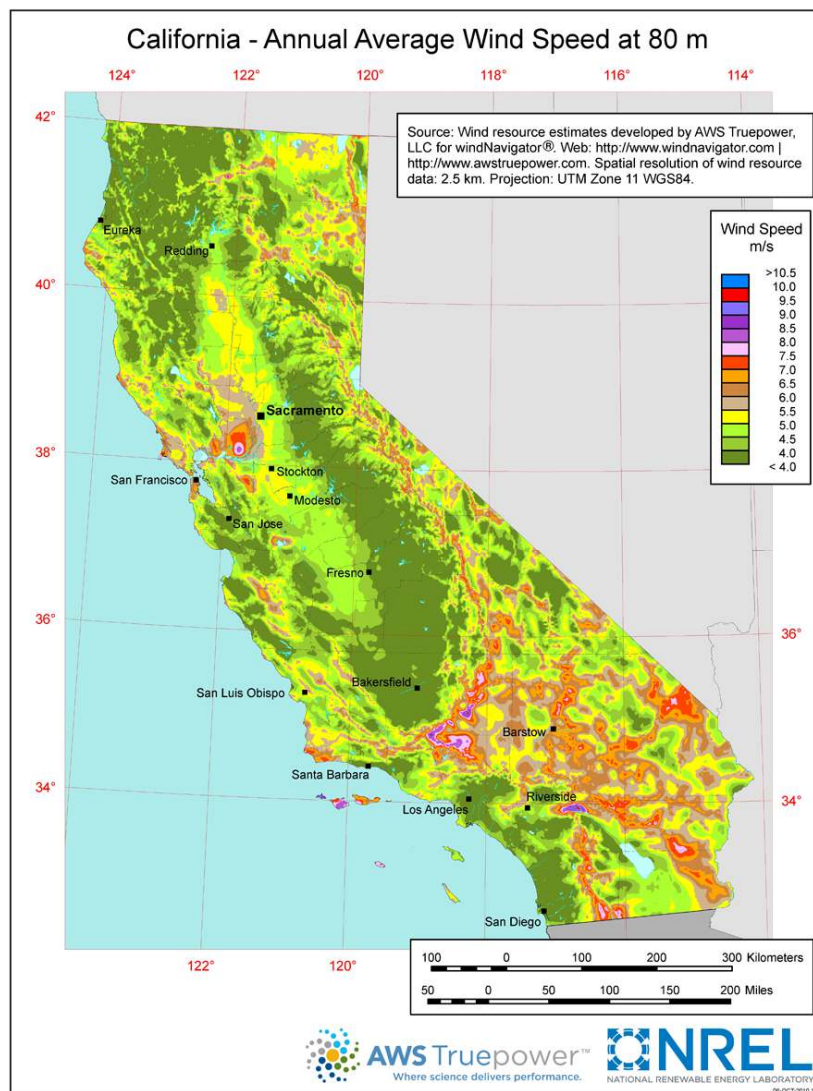 California - Annual Average Wind Speed at 80 m
124° 122° 120° 118° 116° 114°
42°
Source: Wind resource estimates developed by AWS Truepower,
LLC for windNavigator®. Web: http://www.windnavigator.com |
http://www.awstruepower.com. Spatial resolution of wind resource
data: 2.5 km. Projection: UTM Zone 11 WGS84.
Eureka
Redding
Wind Speed
m/s
>10.5
10.0
9.5
9.0
8.5
8.0
7.5
7.0
6.5
6.0
5.5
5.0
4.5
4.0
< 4.0
40°
Sacramento
38°
Stockton
San Francisco
Modesto
San Jose
Fresno
36° 36°
Bakersfield
San Luis Obispo
Barstow
Santa Barbara
34° 34°
Riverside
Los Angeles
San Diego
122° 120°
100 0 100 200 300 Kilometers
50 0 50 100 150 200 Miles
AWS Truepower™
Where science delivers performance.
NREL
NATIONAL RENEWABLE ENERGY LABORATORY